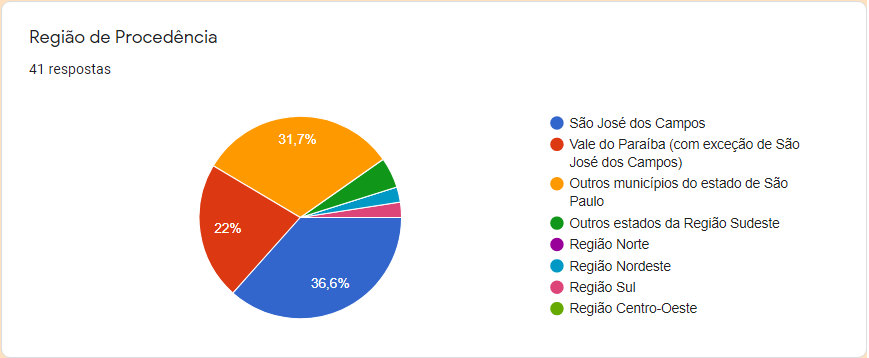 Região de Procedência
41 respostas
31,7%
22%
36,6%
São José dos Campos
Vale do Paraíba (com exceção de São
José dos Campos)
Outros municípios do estado de São
Paulo
Outros estados da Região Sudeste
Região Norte
Região Nordeste
Região Sul
Região Centro-Oeste